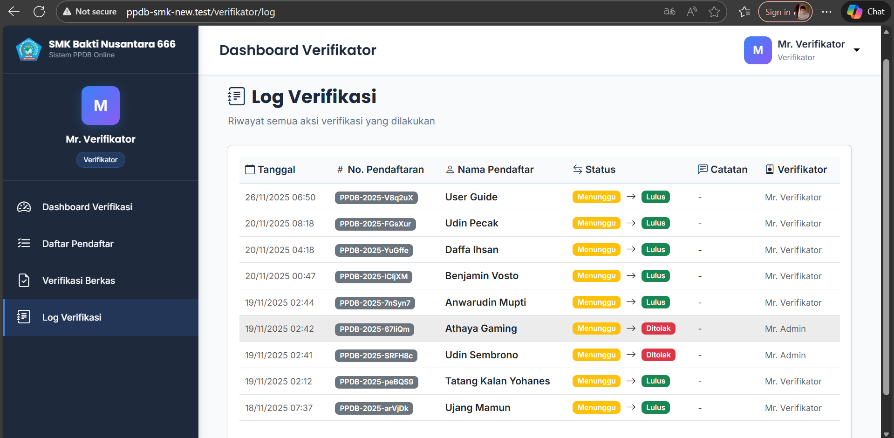 Not secure ppdb-smk-new.test/verifikator/log Sign in Chat
SMK Bakti Nusantara 666
Sistem PPDB Online
Dashboard Verifikator
M
Mr. Verifikator
Verifikator
M
Mr. Verifikator
Verifikator
Dashboard Verifikasi
Daftar Pendaftar
Verifikasi Berkas
Log Verifikasi
Log Verifikasi
Riwayat semua aksi verifikasi yang dilakukan
Tanggal # No. Pendaftaran Nama Pendaftar Status Catatan Verifikator
26/11/2025 06:50 PPDB-2025-V8q2uX User Guide Menunggu → Lulus - Mr. Verifikator
20/11/2025 08:18 PPDB-2025-FGsXur Udin Pecak Menunggu → Lulus - Mr. Verifikator
20/11/2025 04:18 PPDB-2025-YuGffe Daffa Ihsan Menunggu → Lulus - Mr. Verifikator
20/11/2025 00:47 Benjamin Vosto Menunggu → Lulus - Mr. Verifikator
19/11/2025 02:44 PPDB-2025-7nSyn7 Anwarudin Mupti Menunggu → Lulus - Mr. Verifikator
19/11/2025 02:42 Athaya Gaming Menunggu → Ditolak - Mr. Admin
19/11/2025 02:41 PPDB-2025-SRFH8c Udin Sembrono Menunggu → Ditolak - Mr. Admin
19/11/2025 02:12 PPDB-2025-peBQS9 Tatang Kalan Yohanes Menunggu → Lulus - Mr. Verifikator
18/11/2025 07:37 PPDB-2025-arVjDk Ujang Mamun Menunggu → Lulus - Mr. Verifikator